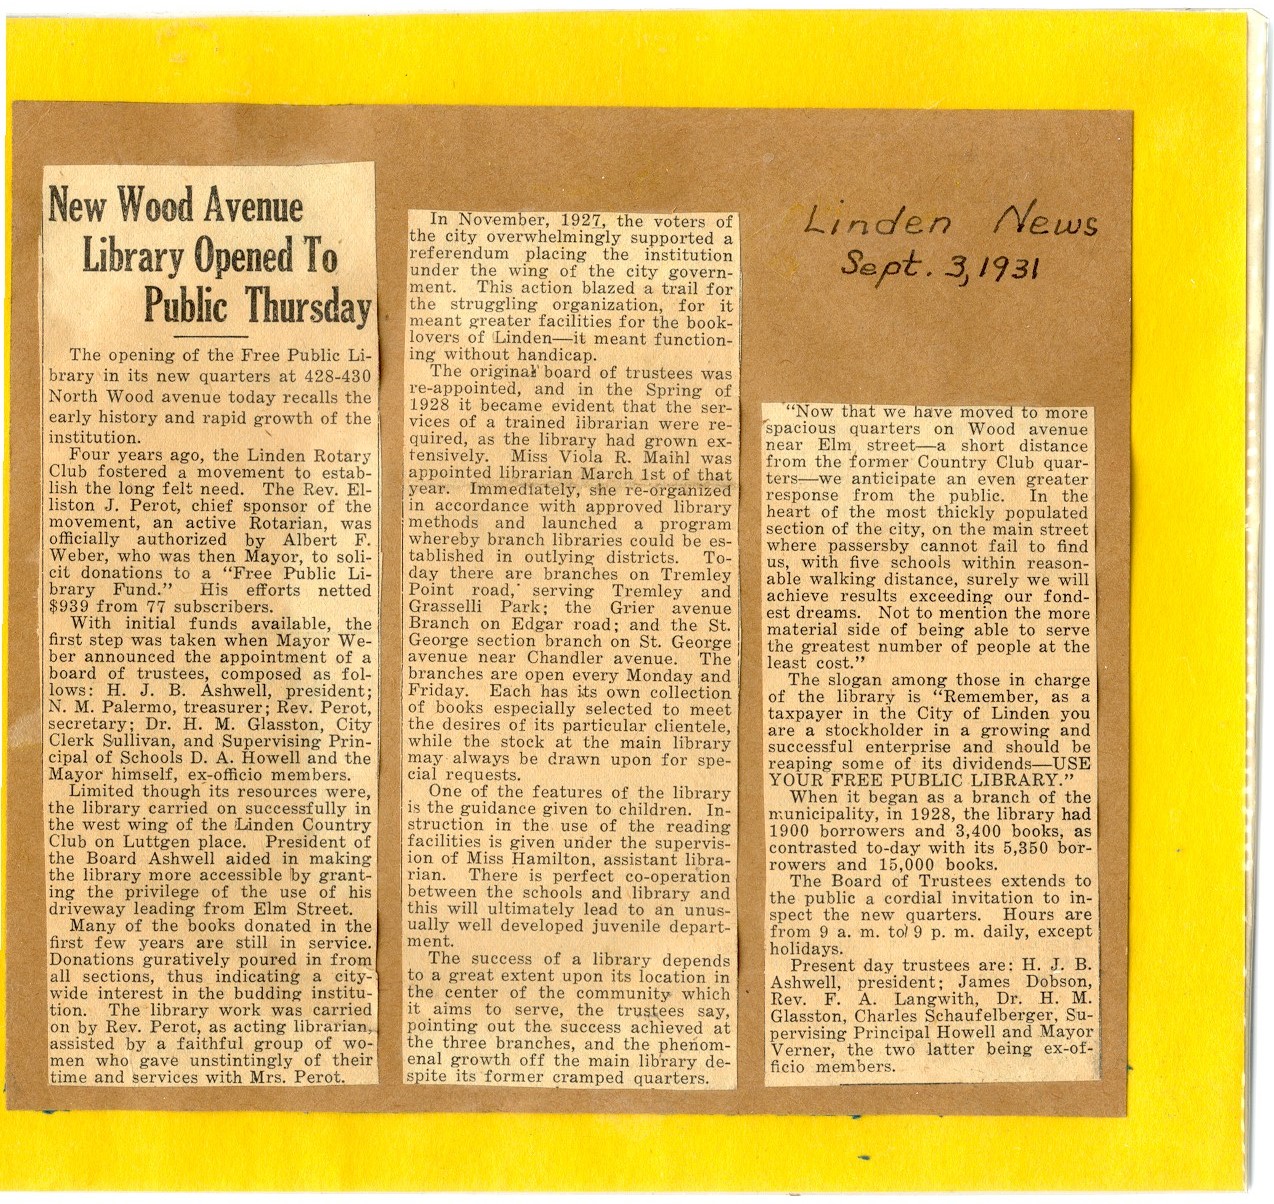 New Wood Avenue
Library Opened To
Public Thursday
The opening of the Free Public Li-
brary in its new quarters at 428-430
North Wood avenue today recalls the
early history and rapid growth of the
institution.
Four years ago, the Linden Rotary
Club fostered a movement to estab-
lish the long felt need. The Rev. El-
liston J. Perot, chief sponsor of the
movement, an active Rotarian, was
officially authorized by Albert F.
Weber, who was then Mayor, to soli-
cit donations to a “Free Public Li-
brary Fund.” His efforts netted
$939 from 77 subscribers.
With initial funds available, the
first step was taken when Mayor We-
ber announced the appointment of a
board of trustees, composed as fol-
lows: H. J. B. Ashwell, president;
N. M. Palermo, treasurer; Rev. Perot,
secretary; Dr. H. M. Glasston, City
Clerk Sullivan, and Supervising Prin-
cipal of Schools D. A. Howell and the
Mayor himself, ex-officio members.
Limited though its resources were,
the library carried on successfully in
the west wing of the Linden Country
Club on Luttgen place. President of
the Board Ashwell aided in making
the library more accessible by grant-
ing the privilege of the use of his
driveway leading from Elm Street.
Many of the books donated in the
first few years are still in service.
Donations guratively poured in from
all sections, thus indicating a city-
wide interest in the budding institu-
tion. The library work was carried
on by Rev. Perot, as acting librarian,
assisted by a faithful group of wo-
men who gave unstintingly of their
time and services with Mrs. Perot.
In November, 1927, the voters of
the city overwhelmingly supported a
referendum placing the institution
under the wing of the city govern-
ment. This action blazed a trail for
the struggling organization, for it
meant greater facilities for the book-
lovers of Linden—it meant function-
ing without handicap.
The original board of trustees was
re-appointed, and in the Spring of
1928 it became evident that the ser-
vices of a trained librarian were re-
quired, as the library had grown ex-
tensively. Miss Viola R. Maihl was
appointed librarian March 1st of that
year. Immediately, she re-organized
in accordance with approved library
methods and launched a program
whereby branch libraries could be es-
tablished in outlying districts. To-
day there are branches on Tremley
Point road, serving Tremley and
Grasselli Park; the Grier avenue
Branch on Edgar road; and the St.
George section branch on St. George
avenue near Chandler avenue. The
branches are open every Monday and
Friday. Each has its own collection
of books especially selected to meet
the desires of its particular clientele,
while the stock at the main library
may always be drawn upon for spe-
cial requests.
One of the features of the library
is the guidance given to children. In-
struction in the use of the reading
facilities is given under the supervis-
ion of Miss Hamilton, assistant libra-
rian. There is perfect co-operation
between the schools and library and
this will ultimately lead to an unus-
ually well developed juvenile depart-
ment.
The success of a library depends
to a great extent upon its location in
the center of the community which
it aims to serve, the trustees say,
pointing out the success achieved at
the three branches, and the phenom-
enal growth off the main library de-
spite its former cramped quarters.
Linden News
Sept. 3, 1931
“Now that we have moved to more
spacious quarters on Wood avenue
near Elm street—a short distance
from the former Country Club quar-
ters—we anticipate an even greater
response from the public. In the
heart of the most thickly populated
section of the city, on the main street
where passersby cannot fail to find
us, with five schools within reason-
able walking distance, surely we will
achieve results exceeding our fond-
est dreams. Not to mention the more
material side of being able to serve
the greatest number of people at the
least cost.”
The slogan among those in charge
of the library is “Remember, as a
taxpayer in the City of Linden you
are a stockholder in a growing and
successful enterprise and should be
reaping some of its dividends—USE
YOUR FREE PUBLIC LIBRARY.”
When it began as a branch of the
municipality, in 1928, the library had
1900 borrowers and 3,400 books, as
contrasted to-day with its 5,350 bor-
rowers and 15,000 books.
The Board of Trustees extends to
the public a cordial invitation to in-
spect the new quarters. Hours are
from 9 a. m. to 9 p. m. daily, except
holidays.
Present day trustees are: H. J. B.
Ashwell, president; James Dobson,
Rev. F. A. Langwith, Dr. H. M.
Glasston, Charles Schaufelberger, Su-
pervising Principal Howell and Mayor
Verner, the two latter being ex-of-
ficio members.